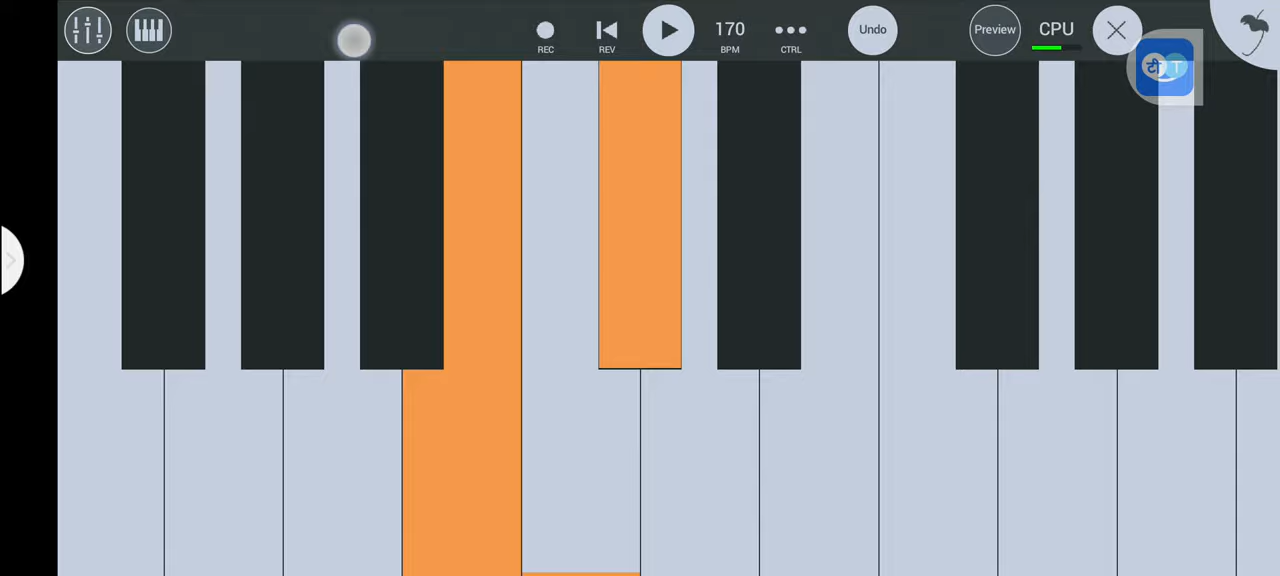 170
Undo
Preview
CPU
REC
REV
BPM
CTRL
टी
T